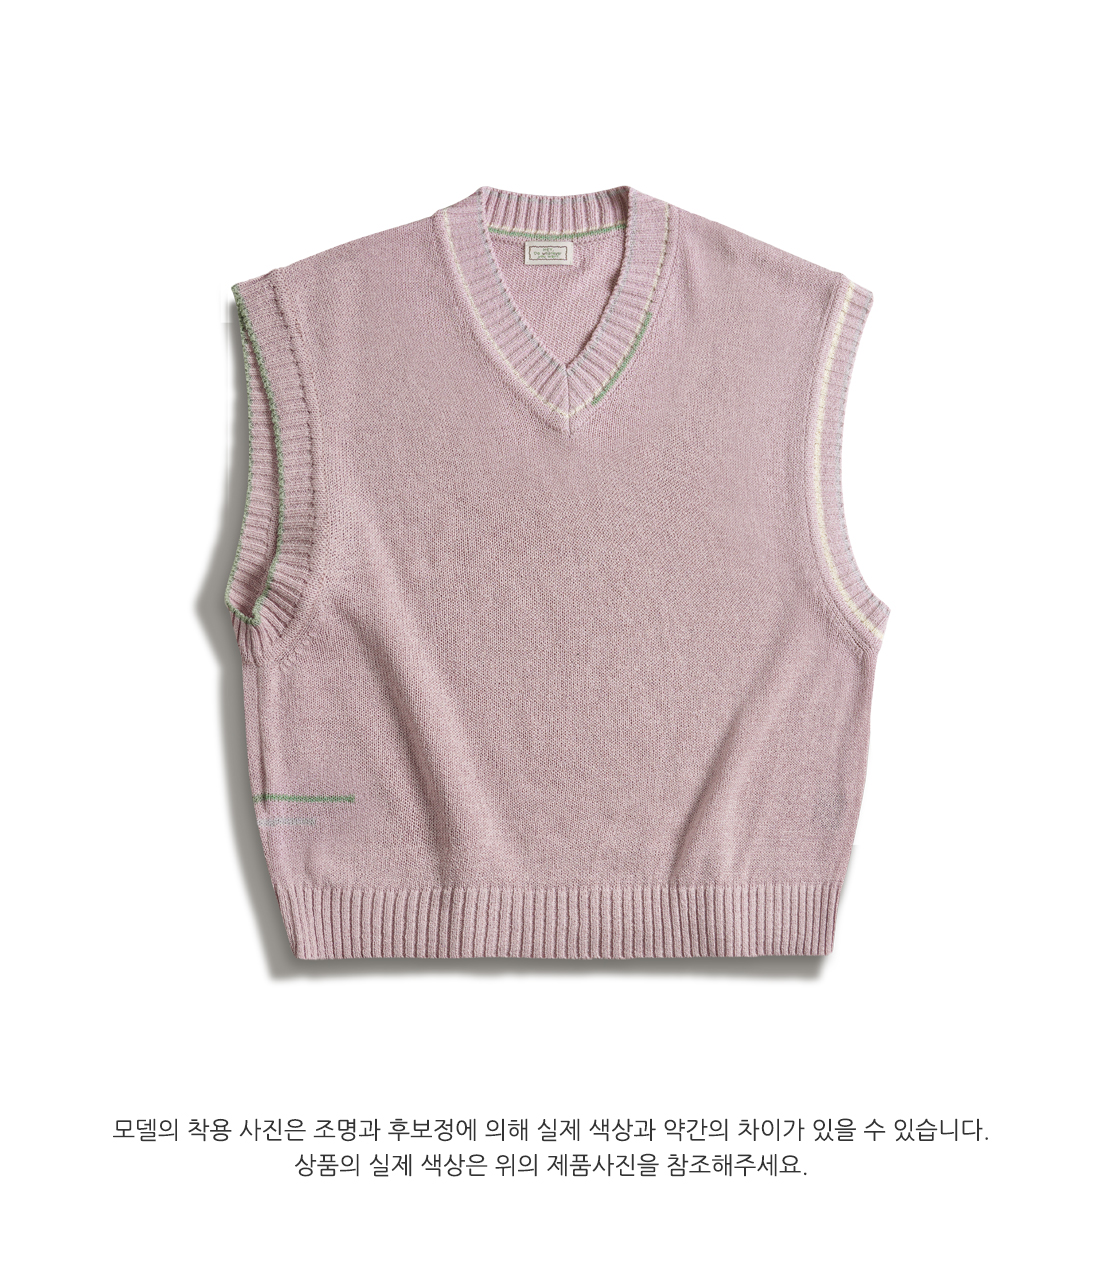 모델의 착용 사진은 조명과 후보정에 의해 실제 색상과 약간의 차이가 있을 수 있습니다.
상품의 실제 색상은 위의 제품사진을 참조해주세요.